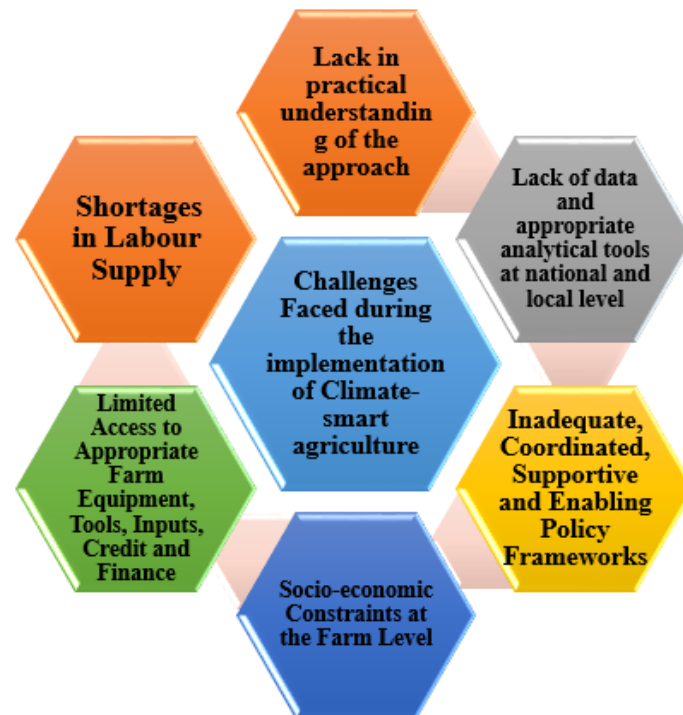 Lack in
practical
understandin
g of the
approach
Lack of data
and
appropriate
analytical tools
at national and
local level
Inadequate,
Coordinated,
Supportive
and Enabling
Policy
Frameworks
Socio-economic
Constraints at
the Farm Level
Limited
Access to
Appropriate
Farm
Equipment,
Tools, Inputs,
Credit and
Finance
Shortages
in Labour
Supply
Challenges
Faced during
the
implementation
of Climate-
smart
agriculture